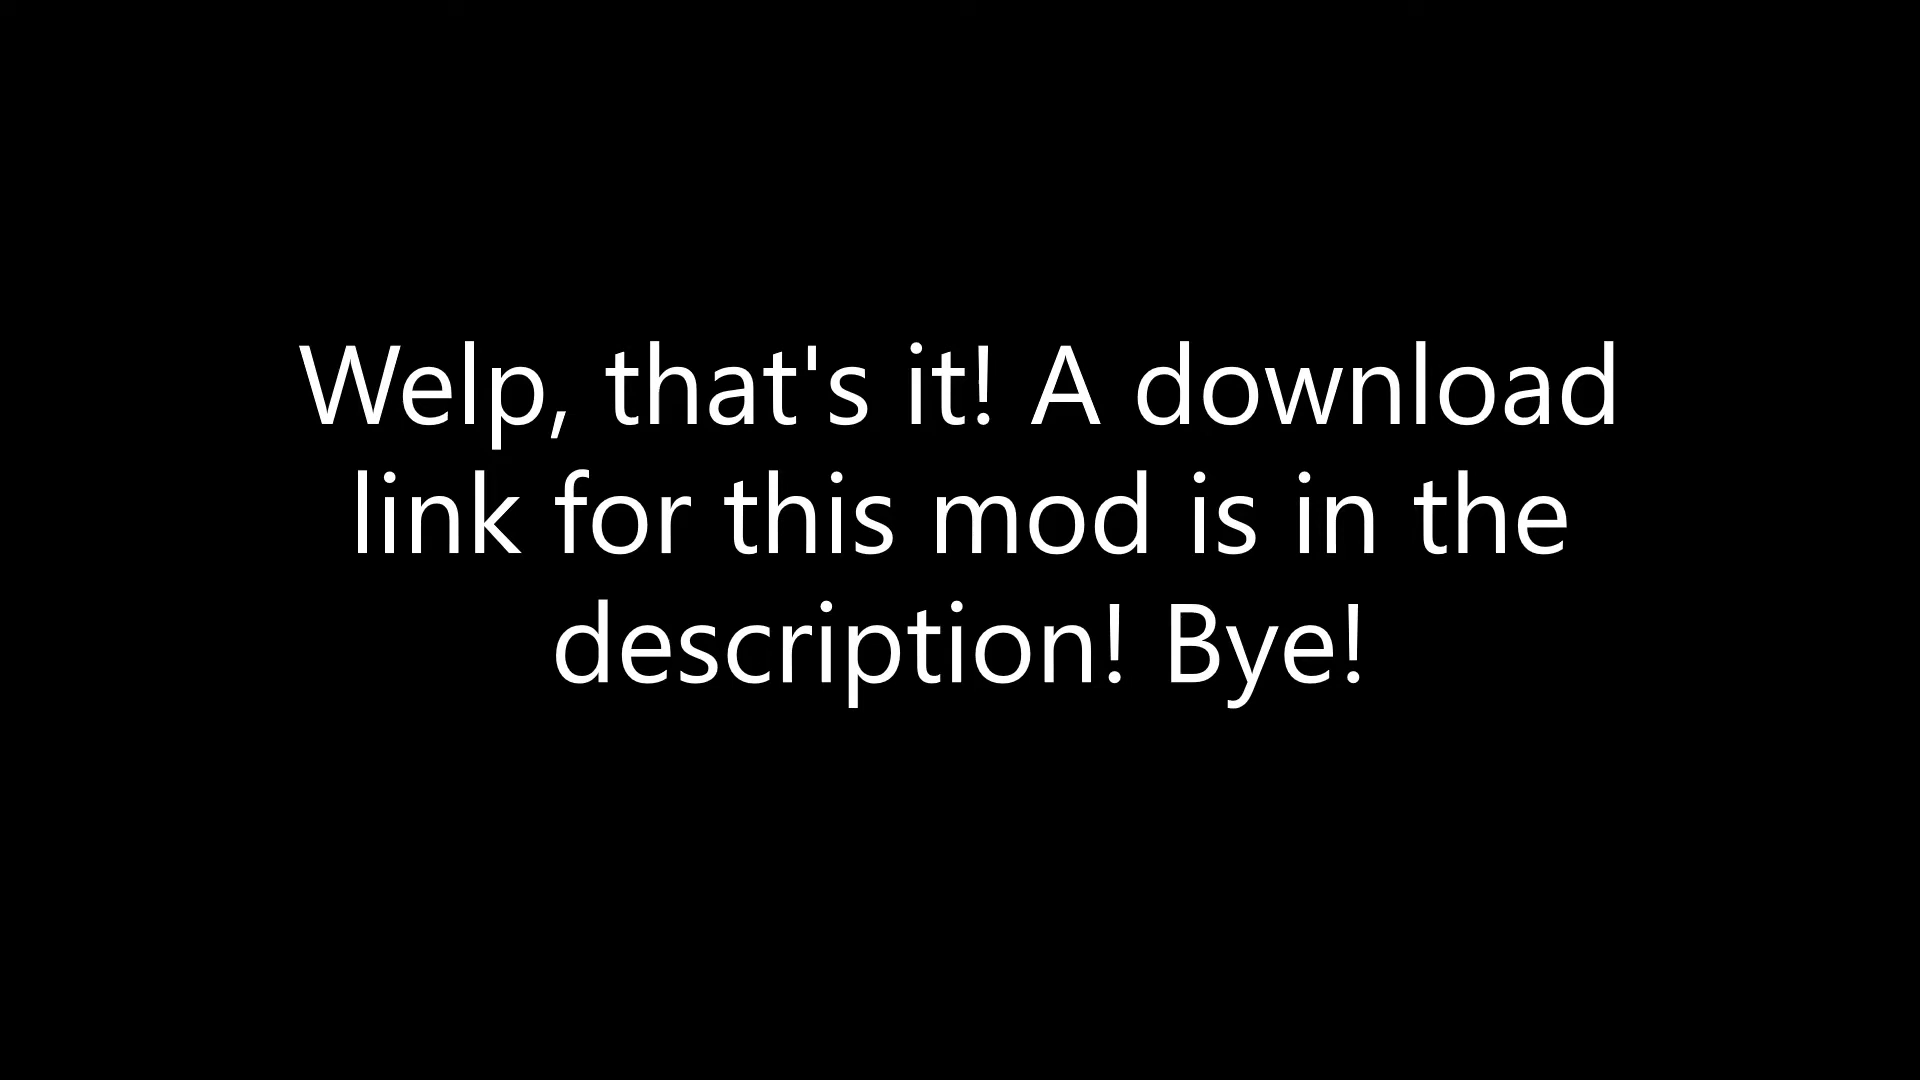 Welp, that's it! A download
link for this mod is in the
description! Bye!